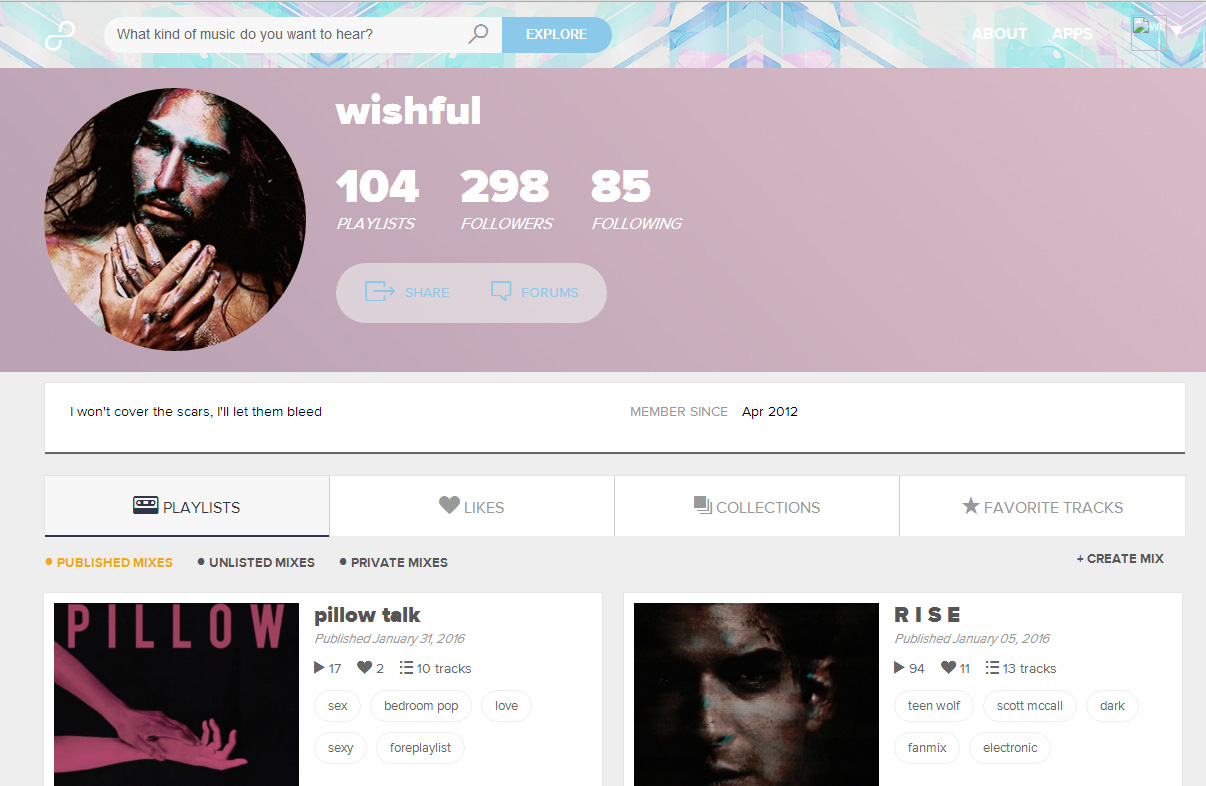 What kind of music do you want to hear?
EXPLORE
ABOUT
APPS
wishful
104 298 85
PLAYLISTS FOLLOWERS FOLLOWING
SHARE
FORUMS
I won't cover the scars, I'll let them bleed
MEMBER SINCE Apr 2012
PLAYLISTS
LIKES
COLLECTIONS
FAVORITE TRACKS
PUBLISHED MIXES
UNLISTED MIXES
PRIVATE MIXES
+ CREATE MIX
PILLOW
pillow talk
Published January 31, 2016
17 2 10 tracks
sex bedroom pop love
sexy foreplaylist
R I S E
Published January 05, 2016
94 11 13 tracks
teen wolf scott mccall dark
fanmix electronic